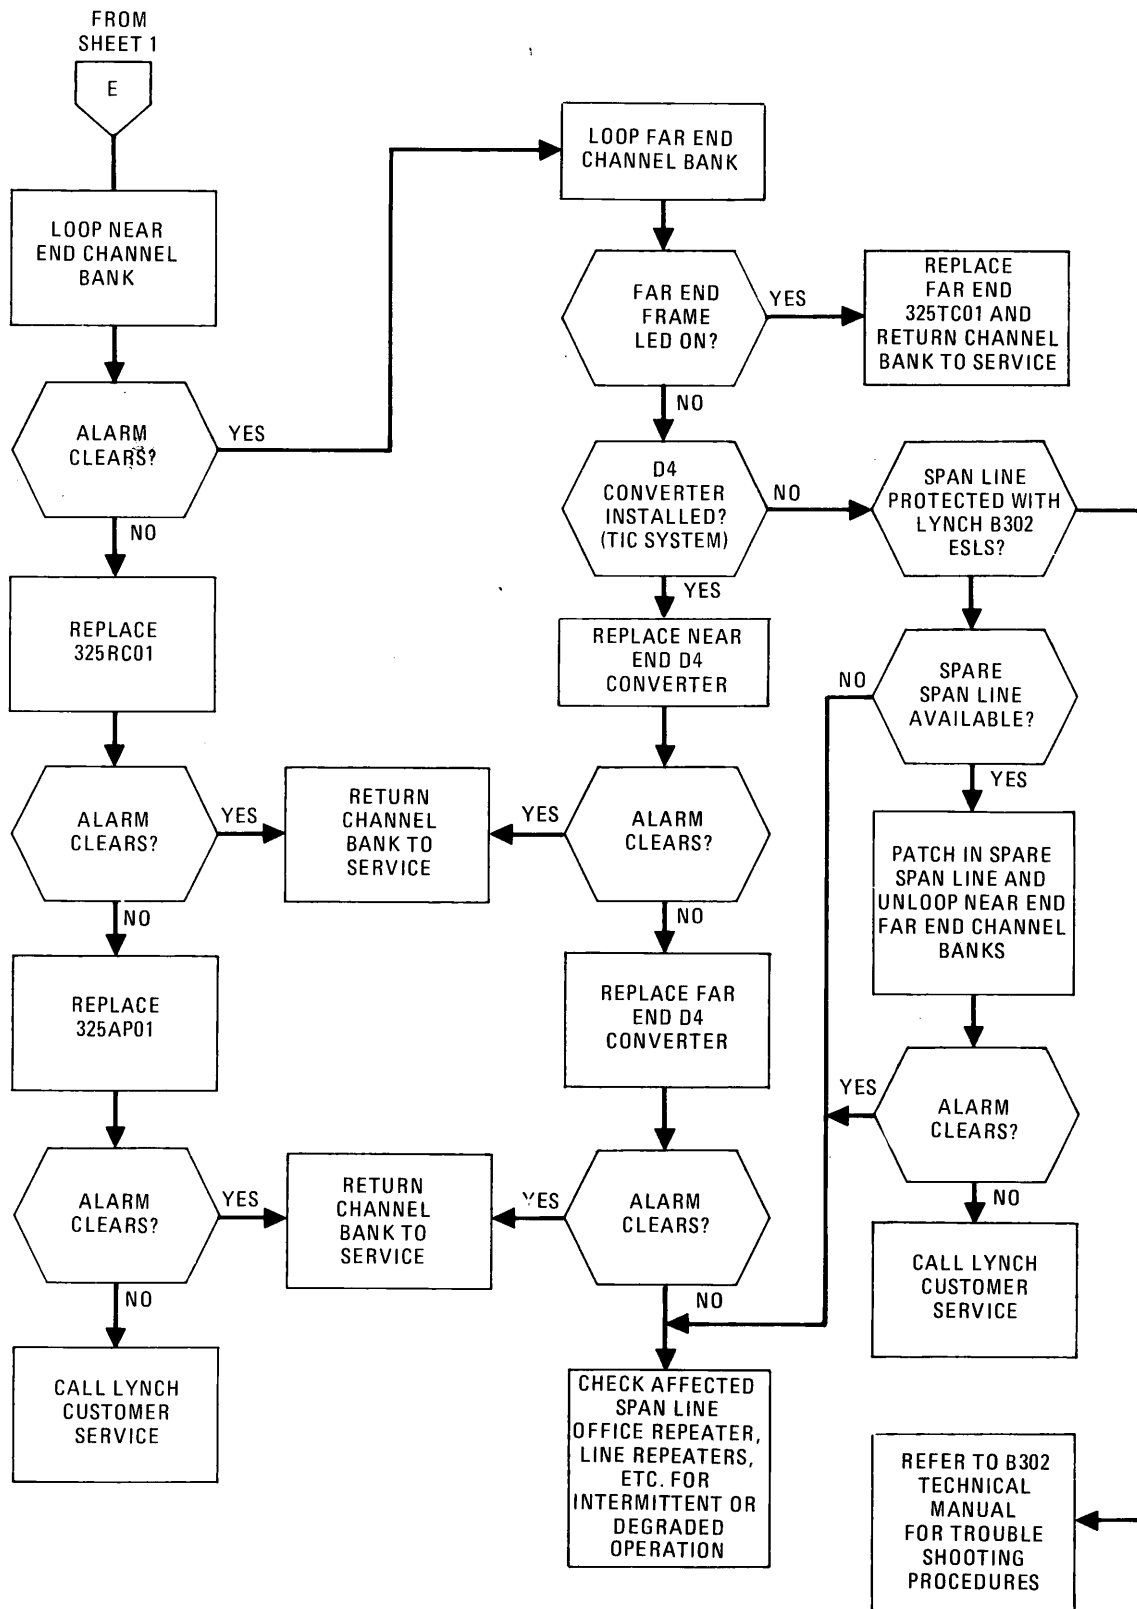 FROM
SHEET 1
E
LOOP NEAR
END CHANNEL
BANK
ALARM
CLEARS?
YES
NO
REPLACE
325RC01
ALARM
CLEARS?
YES
NO
REPLACE
325AP01
ALARM
CLEARS?
YES
NO
CALL LYNCH
CUSTOMER
SERVICE
RETURN
CHANNEL
BANK TO
SERVICE
RETURN
CHANNEL
BANK TO
SERVICE
LOOP FAR END
CHANNEL BANK
FAR END
FRAME
LED ON?
YES
NO
REPLACE
FAR END
325TC01 AND
RETURN CHANNEL
BANK TO SERVICE
D4
CONVERTER
INSTALLED?
(TIC SYSTEM)
NO
YES
REPLACE NEAR
END D4
CONVERTER
ALARM
CLEARS?
YES
NO
REPLACE FAR
END D4
CONVERTER
ALARM
CLEARS?
YES
NO
CHECK AFFECTED
SPAN LINE
OFFICE REPEATER,
LINE REPEATERS,
ETC. FOR
INTERMITTENT OR
DEGRADED
OPERATION
SPAN LINE
PROTECTED WITH
LYNCH B302
ESLS?
SPARE
SPAN LINE
AVAILABLE?
NO
YES
PATCH IN SPARE
SPAN LINE AND
UNLOOP NEAR END
FAR END CHANNEL
BANKS
ALARM
CLEARS?
YES
NO
CALL LYNCH
CUSTOMER
SERVICE
REFER TO B302
TECHNICAL
MANUAL
FOR TROUBLE
SHOOTING
PROCEDURES